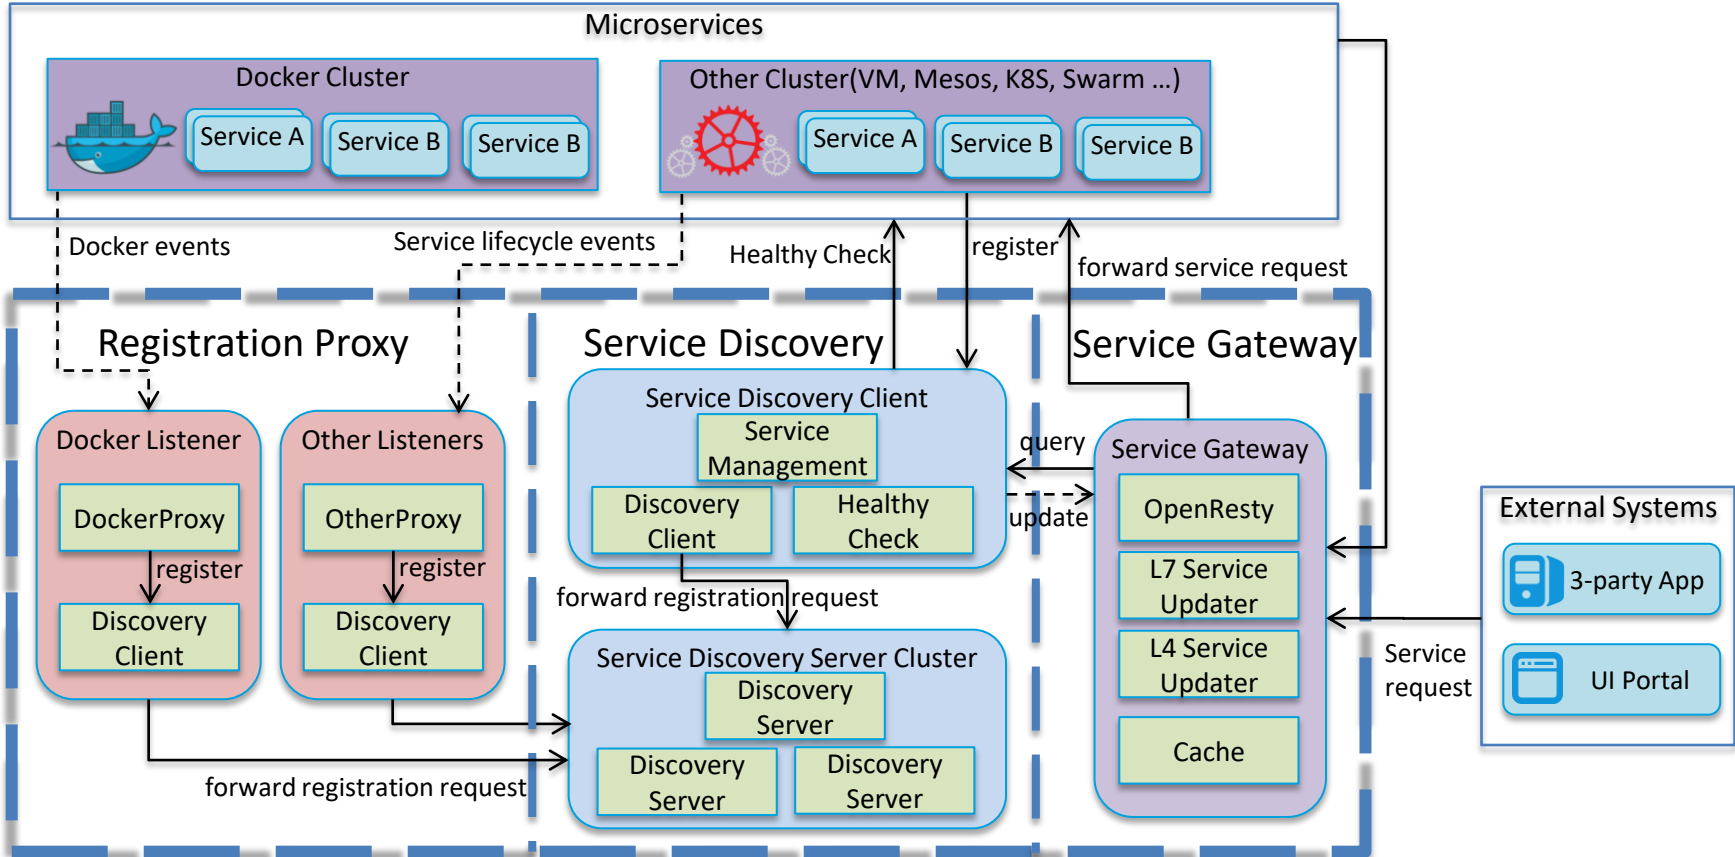 Microservices
Docker Cluster
Service A
Service B
Service B
Other Cluster(VM, Mesos, K8S, Swarm ...)
Service A
Service B
Service B
Docker events
Service lifecycle events
Healthy Check
register
forward service request
Registration Proxy
Service Discovery
Service Gateway
Docker Listener
DockerProxy
register
Discovery
Client
Other Listeners
OtherProxy
register
Discovery
Client
forward registration request
Service Discovery Client
Service
Management
Discovery
Client
Healthy
Check
forward registration request
Service Discovery Server Cluster
Discovery
Server
Discovery
Server
Discovery
Server
query
update
Service Gateway
OpenResty
L7 Service
Updater
L4 Service
Updater
Cache
Service
request
External Systems
3-party App
UI Portal